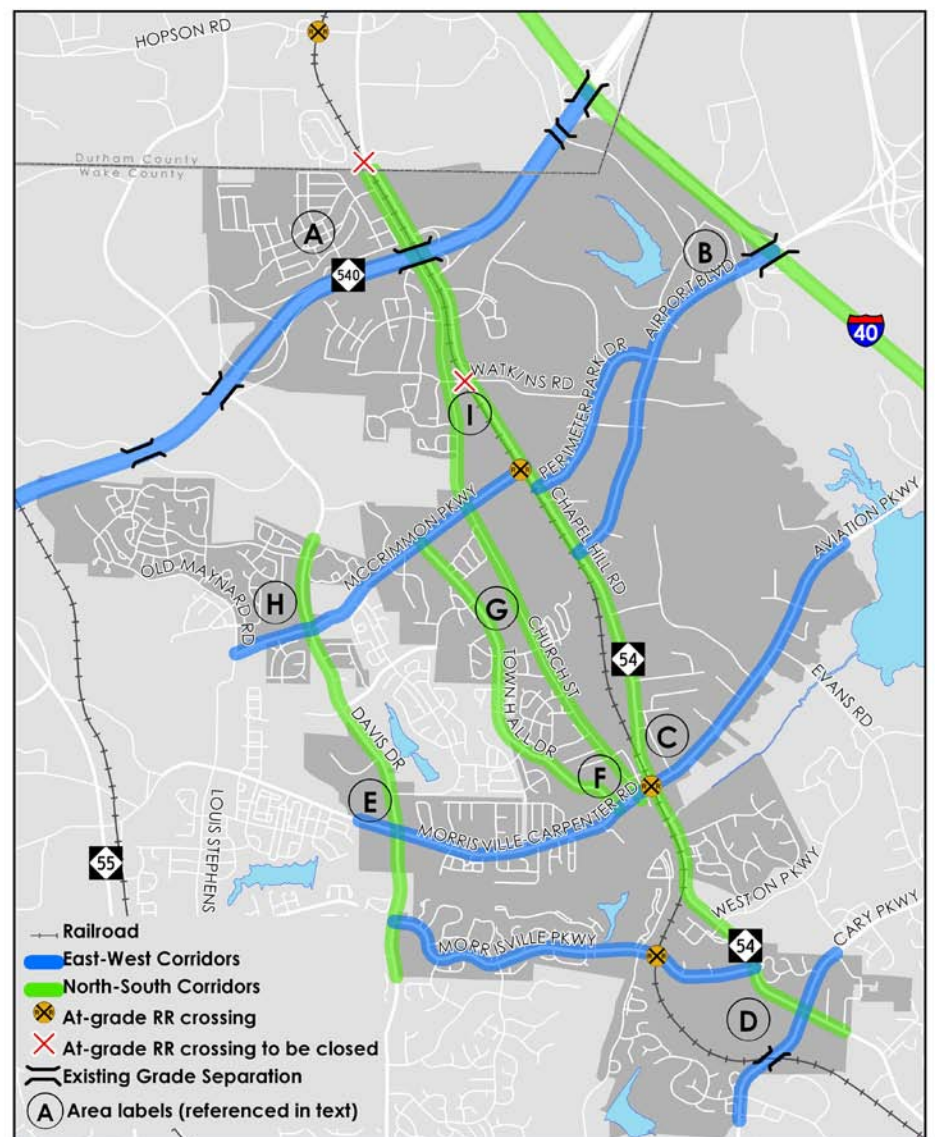 HOPSON RD
Durham County
Wake County
A
540
B
AIRPORT BLVD
40
WATKINS RD
I
PERIMETER PARK DR
MCCRIMMON PKWY
CHAPEL HILL RD
AVIATION PKWY
OLD MAYNARD RD
H
G
CHURCH ST
54
TOWN HALL DR
EVANS RD
DAVIS DR
C
F
E
MORRISVILLE-CARPENTER RD
LOUIS STEPHENS
55
WESTON PKWY
CARY PKWY
54
MORRISVILLE PKWY
D
Railroad
East-West Corridors
North-South Corridors
At-grade RR crossing
At-grade RR crossing to be closed
Existing Grade Separation
A Area labels (referenced in text)